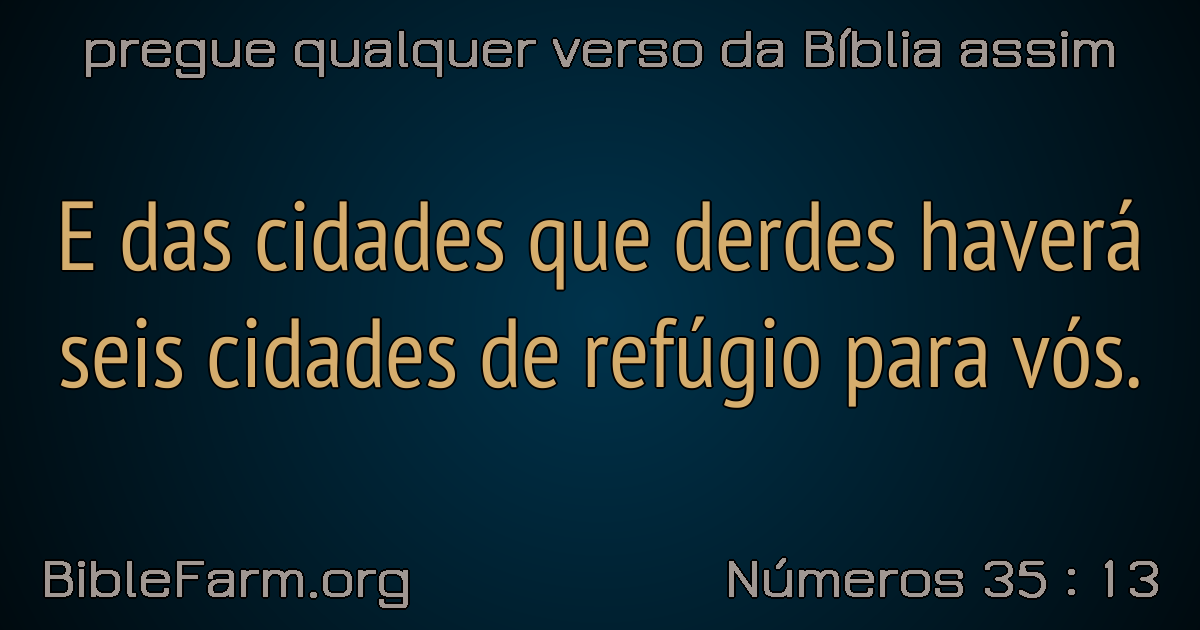 pregue qualquer verso da Bíblia assim
E das cidades que derdes haverá
seis cidades de refúgio para vós.
BibleFarm.org
Números 35 : 13